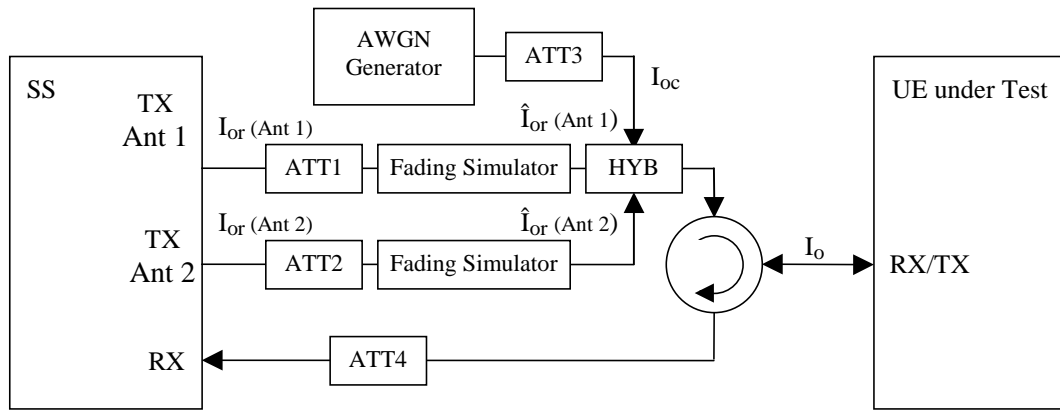 SS
TX
Ant 1
I_or (Ant 1)
ATT1
Fading Simulator
AWGN
Generator
ATT3
I_oc
Î_or (Ant 1)
HYB
UE under Test
TX
Ant 2
I_or (Ant 2)
ATT2
Fading Simulator
Î_or (Ant 2)
I_o
RX/TX
RX
ATT4